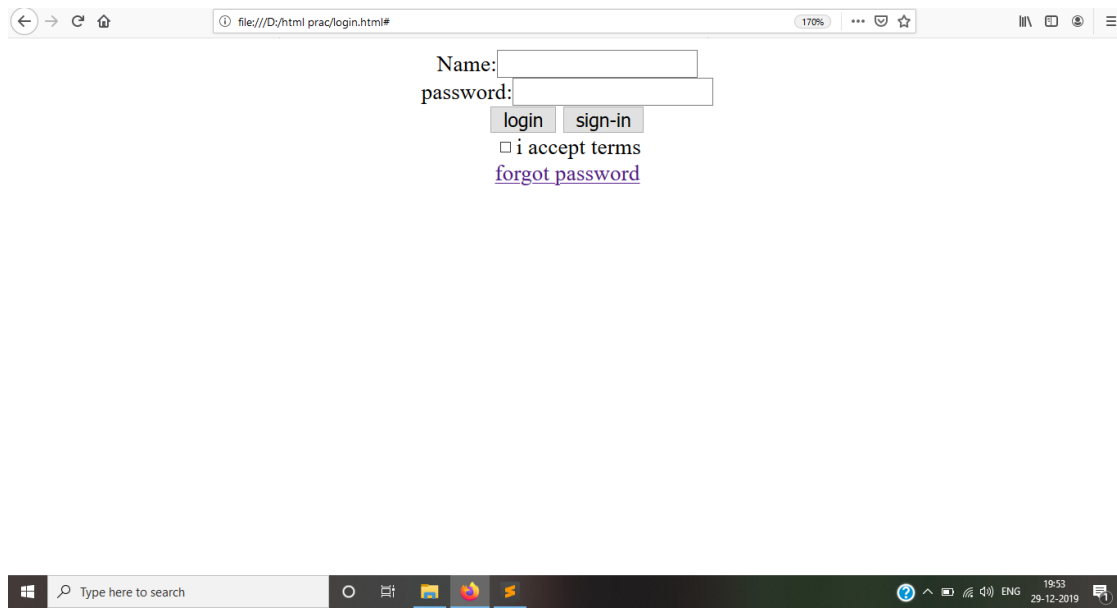 file:///D:/html prac/login.html#
170%
Name:
password:
login sign-in
i accept terms
forgot password
Type here to search
ENG
19:53
29-12-2019
1